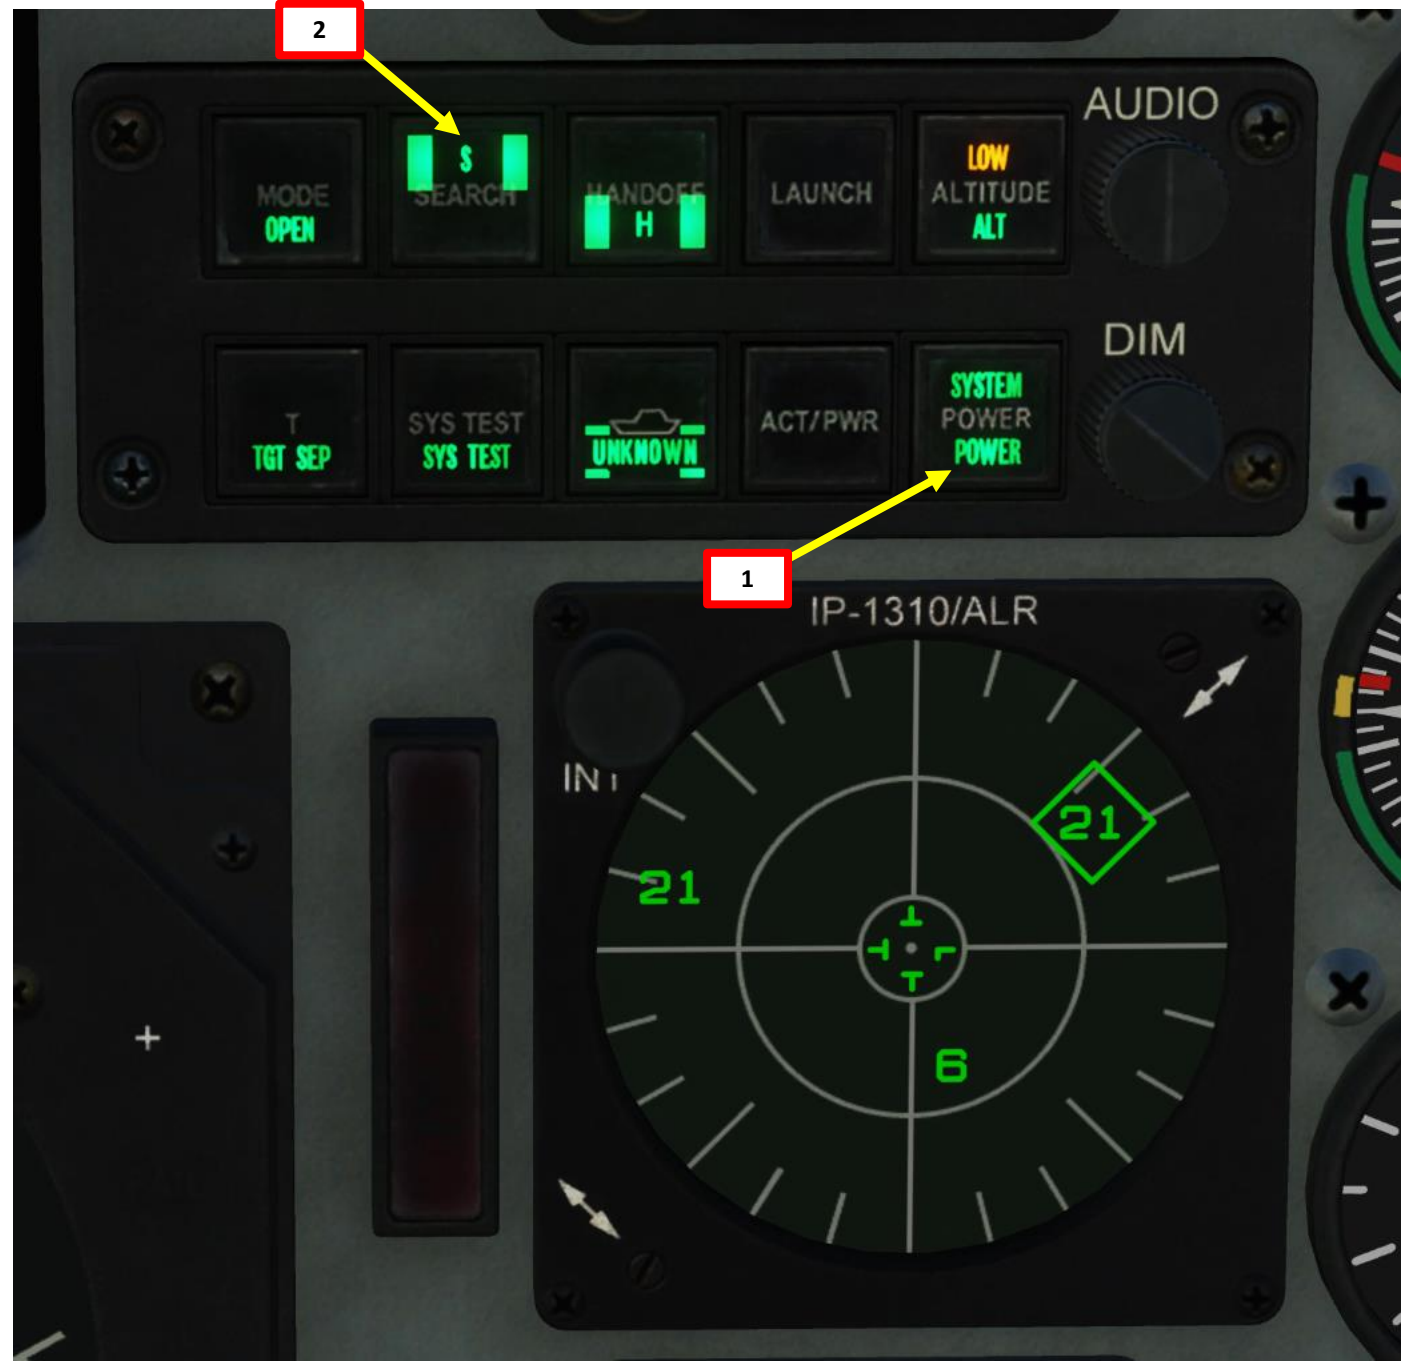 2
AUDIO
S
LOW
MODE
SEARCH
HANDOFF
LAUNCH
ALTITUDE
OPEN
H
ALT
DIM
SYSTEM
T
SYS TEST
ACT/PWR
POWER
TGT SEP
SYS TEST
UNKNOWN
POWER
1
IP-1310/ALR
INT
21
21
6